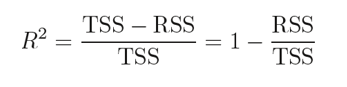 R² = (TSS − RSS) / TSS = 1 − RSS / TSS